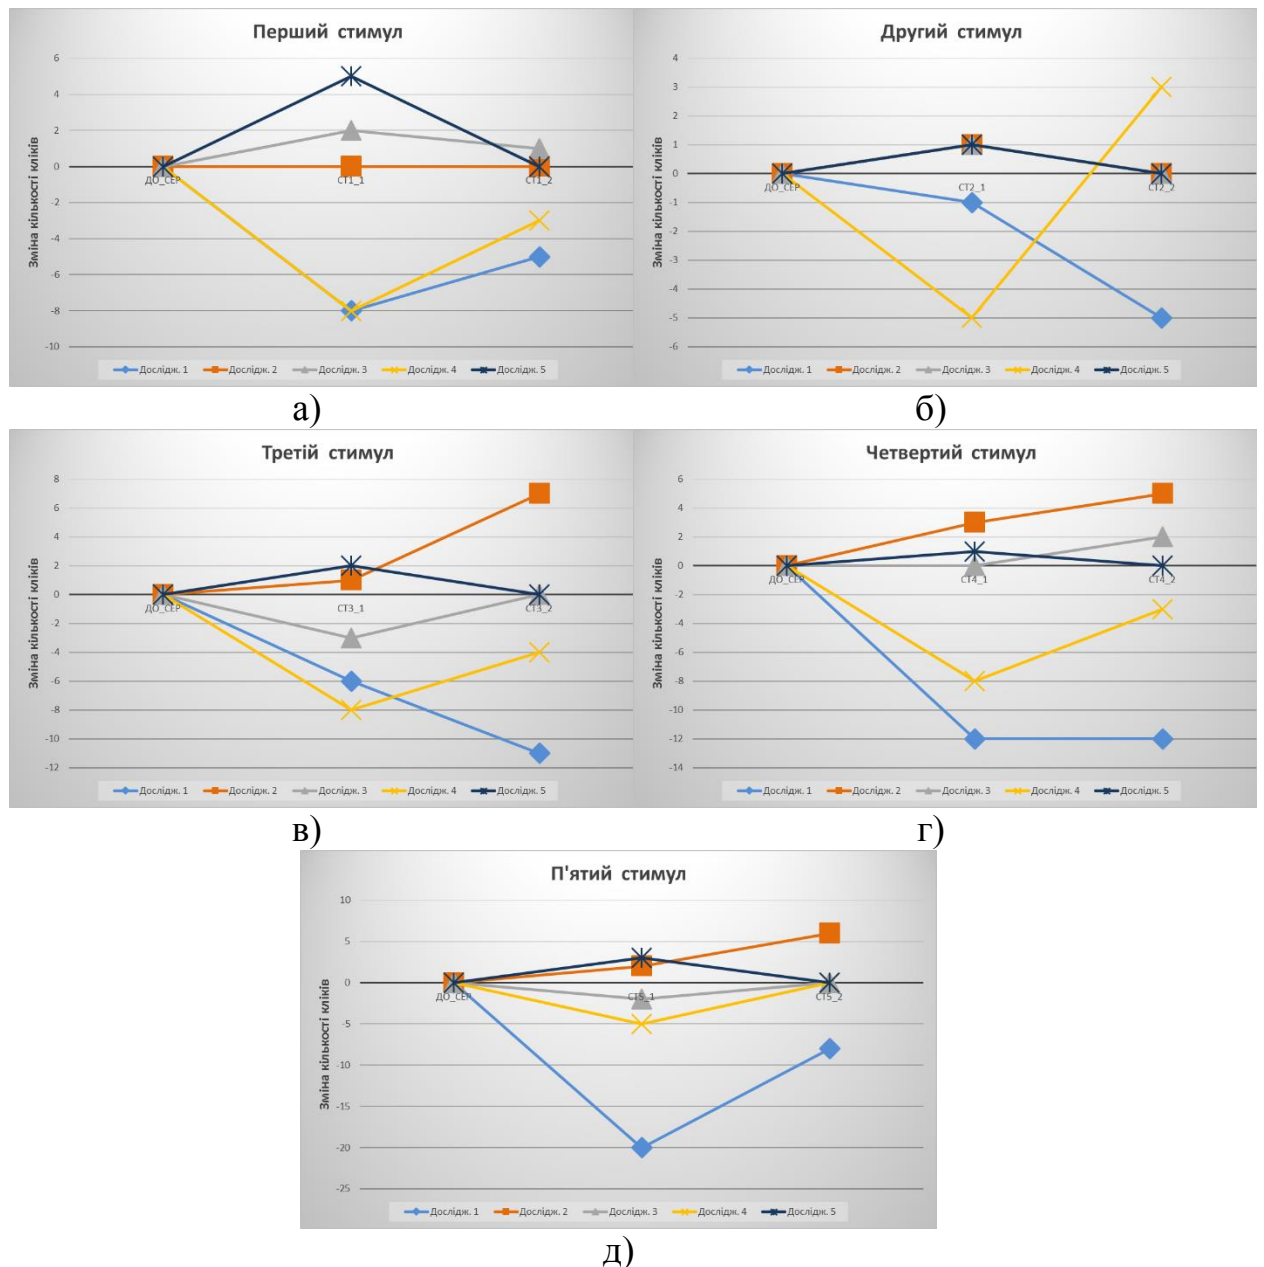 Перший стимул
Зміна кількості кліків
6
4
2
0
-2
-4
-6
-8
-10
ДО_СЕР СТ1_1 СТ1_2
Дослідж. 1 Дослідж. 2 Дослідж. 3 Дослідж. 4 Дослідж. 5
а)
Другий стимул
Зміна кількості кліків
4
3
2
1
0
-1
-2
-3
-4
-5
-6
ДО_СЕР СТ2_1 СТ2_2
Дослідж. 1 Дослідж. 2 Дослідж. 3 Дослідж. 4 Дослідж. 5
б)
Третій стимул
Зміна кількості кліків
8
6
4
2
0
-2
-4
-6
-8
-10
-12
ДО_СЕР СТ3_1 СТ3_2
Дослідж. 1 Дослідж. 2 Дослідж. 3 Дослідж. 4 Дослідж. 5
в)
Четвертий стимул
Зміна кількості кліків
6
4
2
0
-2
-4
-6
-8
-10
-12
-14
ДО_СЕР СТ4_1 СТ4_2
Дослідж. 1 Дослідж. 2 Дослідж. 3 Дослідж. 4 Дослідж. 5
г)
П'ятий стимул
Зміна кількості кліків
10
5
0
-5
-10
-15
-20
-25
ДО_СЕР СТ5_1 СТ5_2
Дослідж. 1 Дослідж. 2 Дослідж. 3 Дослідж. 4 Дослідж. 5
д)